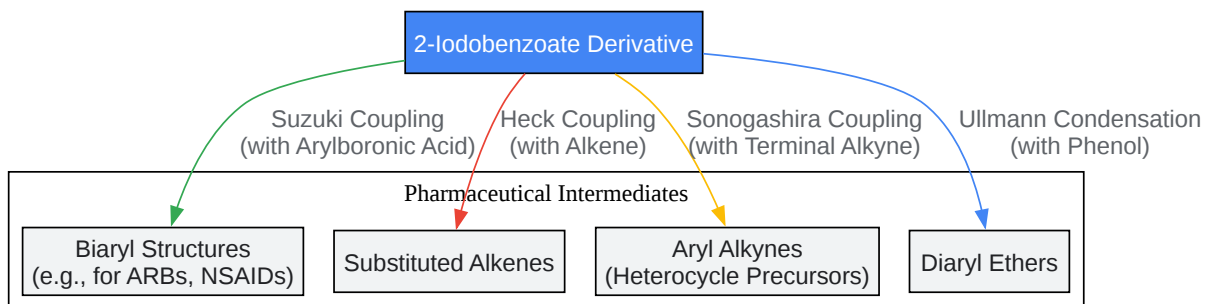 2-Iodobenzoate Derivative
Suzuki Coupling
(with Arylboronic Acid)
Heck Coupling
(with Alkene)
Sonogashira Coupling
(with Terminal Alkyne)
Ullmann Condensation
(with Phenol)
Pharmaceutical Intermediates
Biaryl Structures
(e.g., for ARBs, NSAIDs)
Substituted Alkenes
Aryl Alkynes
(Heterocycle Precursors)
Diaryl Ethers